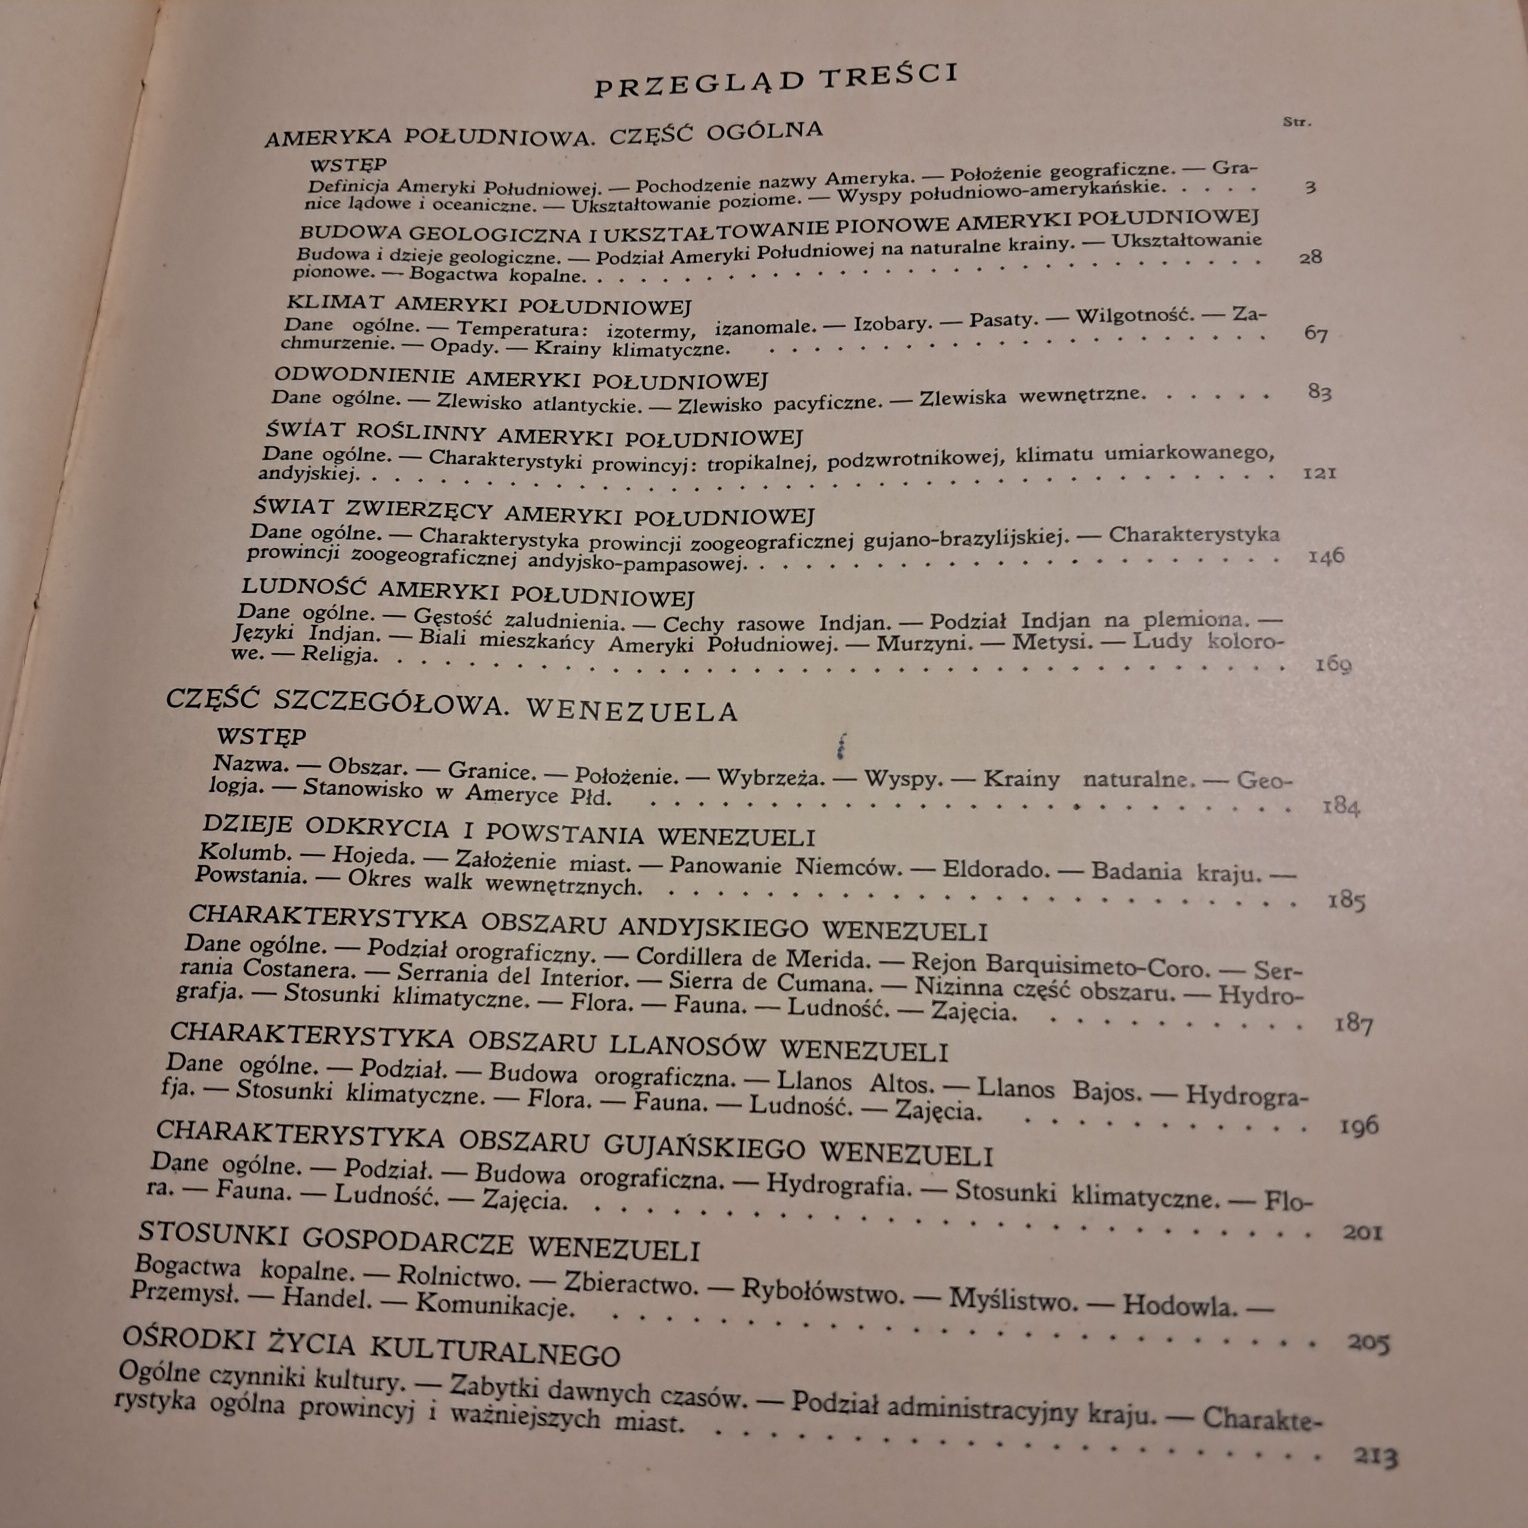 PRZEGLĄD TREŚCI
Str.
AMERYKA POŁUDNIOWA. CZĘŚĆ OGÓLNA
WSTĘP
Definicja Ameryki Południowej. — Pochodzenie nazwy Ameryka. — Położenie geograficzne. — Gra-
nice lądowe i oceaniczne. — Ukształtowanie poziome. — Wyspy południowo-amerykańskie. . . . . 3
BUDOWA GEOLOGICZNA I UKSZTAŁTOWANIE PIONOWE AMERYKI POŁUDNIOWEJ
Budowa i dzieje geologiczne. — Podział Ameryki Południowej na naturalne krainy. — Ukształtowanie
pionowe. — Bogactwa kopalne. . . . . . . . . . . . . . . . . . . . . . . . . . . . . . 28
KLIMAT AMERYKI POŁUDNIOWEJ
Dane ogólne. — Temperatura: izotermy, izanomale. — Izobary. — Pasaty. — Wilgotność. — Za-
chmurzenie. — Opady. — Krainy klimatyczne. . . . . . . . . . . . . . . . . . . . . . . 67
ODWODNIENIE AMERYKI POŁUDNIOWEJ
Dane ogólne. — Zlewisko atlantyckie. — Zlewisko pacyficzne. — Zlewiska wewnętrzne. . . . . . 83
ŚWIAT ROŚLINNY AMERYKI POŁUDNIOWEJ
Dane ogólne. — Charakterystyki prowincyj: tropikalnej, podzwrotnikowej, klimatu umiarkowanego,
andyjskiej. . . . . . . . . . . . . . . . . . . . . . . . . . . . . . . . . . . . . . 121
ŚWIAT ZWIERZĘCY AMERYKI POŁUDNIOWEJ
Dane ogólne. — Charakterystyka prowincji zoogeograficznej gujano-brazylijskiej. — Charakterystyka
prowincji zoogeograficznej andyjsko-pampasowej. . . . . . . . . . . . . . . . . . . . . 146
LUDNOŚĆ AMERYKI POŁUDNIOWEJ
Dane ogólne. — Gęstość zaludnienia. — Cechy rasowe Indjan. — Podział Indjan na plemiona. —
Języki Indjan. — Biali mieszkańcy Ameryki Południowej. — Murzyni. — Metysi. — Ludy koloro-
we. — Religja. . . . . . . . . . . . . . . . . . . . . . . . . . . . . . . . . . . . . 169
CZĘŚĆ SZCZEGÓŁOWA. WENEZUELA
WSTĘP
Nazwa. — Obszar. — Granice. — Położenie. — Wybrzeża. — Wyspy. — Krainy naturalne. — Geo-
logja. — Stanowisko w Ameryce Płd. . . . . . . . . . . . . . . . . . . . . . . . . . . 184
DZIEJE ODKRYCIA I POWSTANIA WENEZUELI
Kolumb. — Hojeda. — Założenie miast. — Panowanie Niemców. — Eldorado. — Badania kraju. —
Powstania. — Okres walk wewnętrznych. . . . . . . . . . . . . . . . . . . . . . . . . . 185
CHARAKTERYSTYKA OBSZARU ANDYJSKIEGO WENEZUELI
Dane ogólne. — Podział orograficzny. — Cordillera de Merida. — Rejon Barquisimeto-Coro. — Ser-
rania Costanera. — Serrania del Interior. — Sierra de Cumana. — Nizinna część obszaru. — Hydro-
grafja. — Stosunki klimatyczne. — Flora. — Fauna. — Ludność. — Zajęcia. . . . . . . . . . . 187
CHARAKTERYSTYKA OBSZARU LLANOSÓW WENEZUELI
Dane ogólne. — Podział. — Budowa orograficzna. — Llanos Altos. — Llanos Bajos. — Hydrogra-
fja. — Stosunki klimatyczne. — Flora. — Fauna. — Ludność. — Zajęcia. . . . . . . . . . . . 196
CHARAKTERYSTYKA OBSZARU GUJAŃSKIEGO WENEZUELI
Dane ogólne. — Podział. — Budowa orograficzna. — Hydrografia. — Stosunki klimatyczne. — Flo-
ra. — Fauna. — Ludność. — Zajęcia. . . . . . . . . . . . . . . . . . . . . . . . . . . . 201
STOSUNKI GOSPODARCZE WENEZUELI
Bogactwa kopalne. — Rolnictwo. — Zbieractwo. — Rybołówstwo. — Myślistwo. — Hodowla. —
Przemysł. — Handel. — Komunikacje. . . . . . . . . . . . . . . . . . . . . . . . . . . 205
OŚRODKI ŻYCIA KULTURALNEGO
Ogólne czynniki kultury. — Zabytki dawnych czasów. — Podział administracyjny kraju. — Charakte-
rystyka ogólna prowincyj i ważniejszych miast. . . . . . . . . . . . . . . . . . . . . . 213